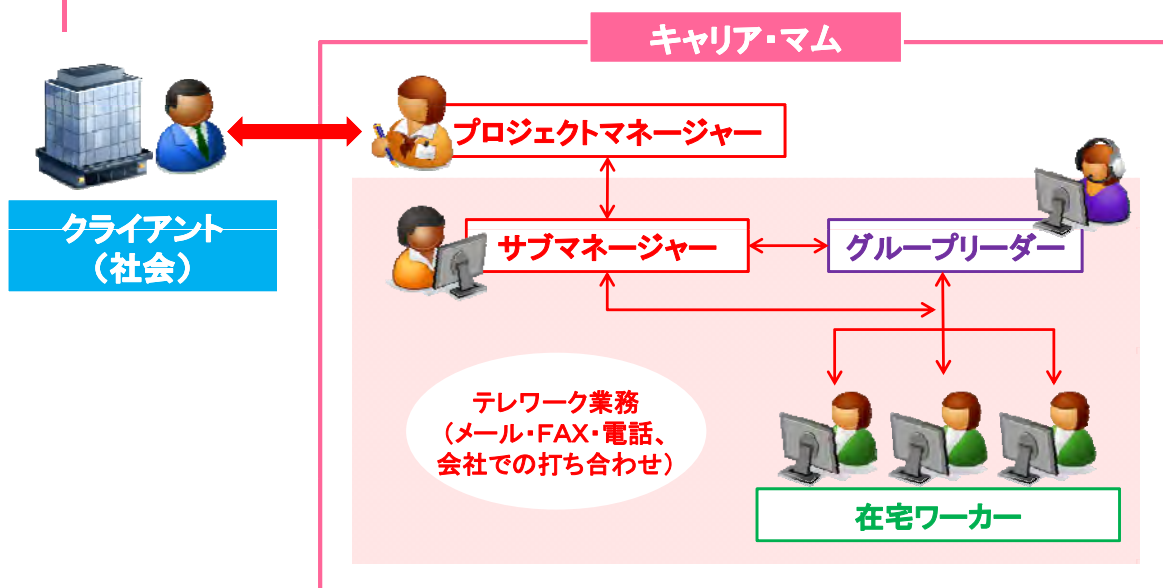 キャリア・マム
プロジェクトマネージャー
クライアント
（社会）
サブマネージャー
グループリーダー
テレワーク業務
（メール・FAX・電話、
会社での打ち合わせ）
在宅ワーカー